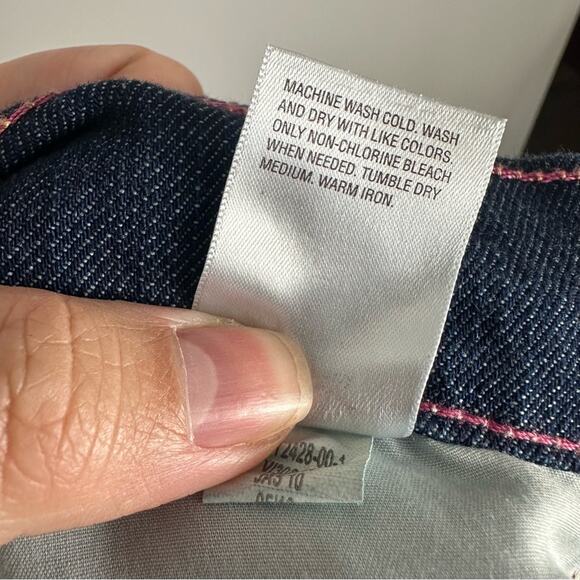 MACHINE WASH COLD. WASH
AND DRY WITH LIKE COLORS.
ONLY NON-CHLORINE BLEACH
WHEN NEEDED. TUMBLE DRY
MEDIUM. WARM IRON.